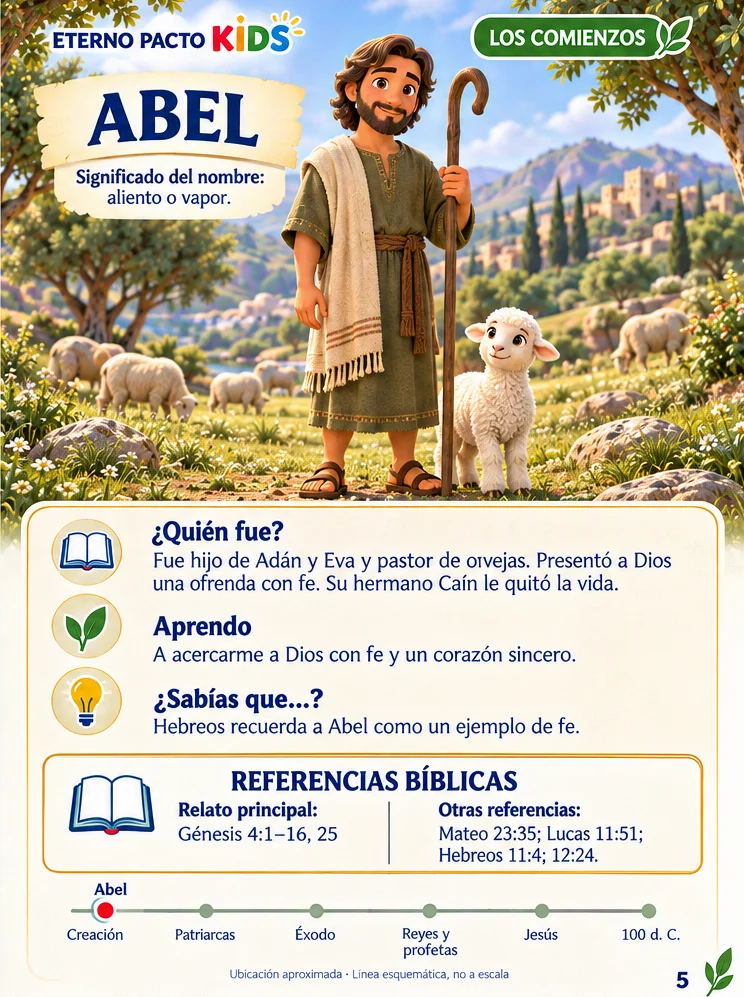 ETERNO PACTO KiDS
LOS COMIENZOS
ABEL
Significado del nombre:
aliento o vapor.
¿Quién fue?
Fue hijo de Adán y Eva y pastor de oıvejas. Presentó a Dios
una ofrenda con fe. Su hermano Caín le quitó la vida.
Aprendo
A acercarme a Dios con fe y un corazón sincero.
¿Sabías que...?
Hebreos recuerda a Abel como un ejemplo de fe.
REFERENCIAS BÍBLICAS
Relato principal:
Génesis 4:1–16, 25
Otras referencias:
Mateo 23:35; Lucas 11:51;
Hebreos 11:4; 12:24.
Abel
Creación
Patriarcas
Éxodo
Reyes y
profetas
Jesús
100 d. C.
Ubicación aproximada · Línea esquemática, no a escala
5